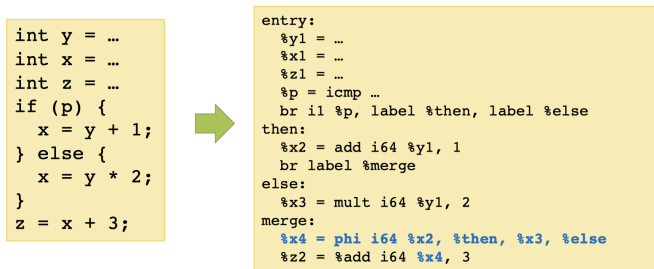 int y = …
int x = …
int z = …
if (p) {
  x = y + 1;
} else {
  x = y * 2;
}
z = x + 3;
entry:
  %y1 = …
  %x1 = …
  %z1 = …
  %p = icmp …
  br i1 %p, label %then, label %else
then:
  %x2 = add i64 %y1, 1
  br label %merge
else:
  %x3 = mult i64 %y1, 2
merge:
  %x4 = phi i64 %x2, %then, %x3, %else
  %z2 = %add i64 %x4, 3